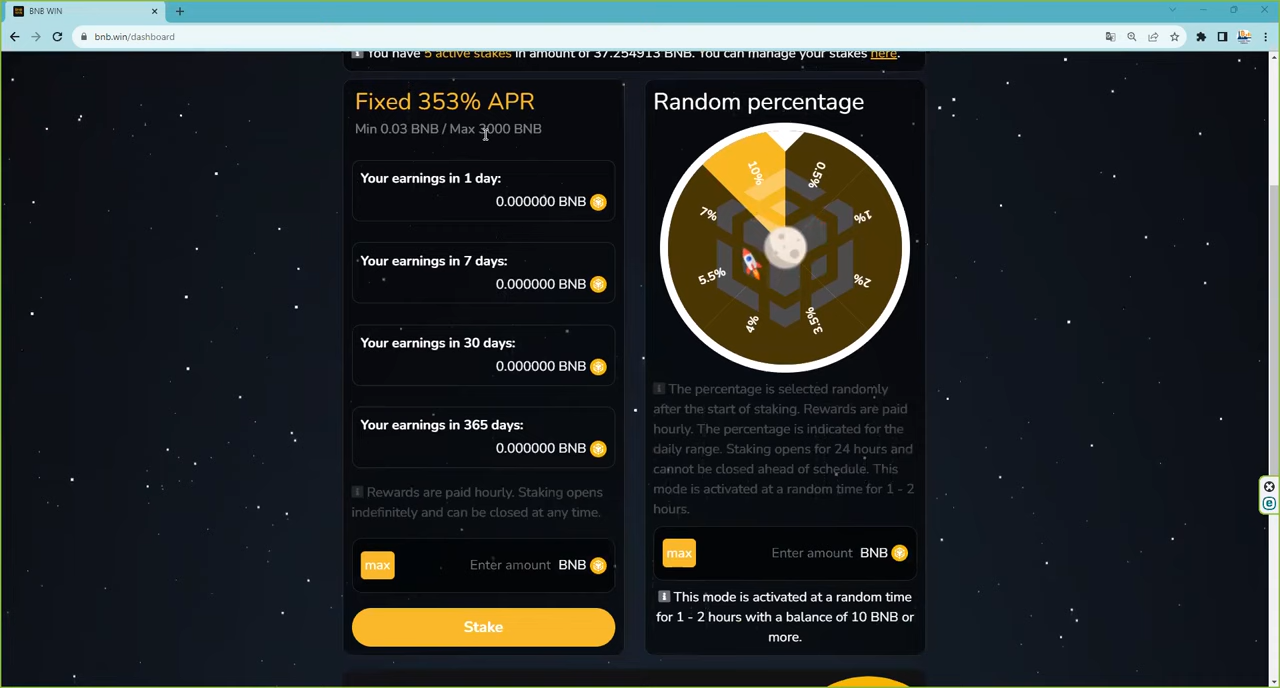 BNB WIN
bnb.win/dashboard
You have 5 active stakes in amount of 37.254913 BNB. You can manage your stakes here.
Fixed 353% APR
Min 0.03 BNB / Max 3000 BNB
Your earnings in 1 day:
0.000000 BNB
Your earnings in 7 days:
0.000000 BNB
Your earnings in 30 days:
0.000000 BNB
Your earnings in 365 days:
0.000000 BNB
Rewards are paid hourly. Staking opens
indefinitely and can be closed at any time.
max Enter amount BNB
Stake
Random percentage
10%
0.5%
1%
2%
3.5%
4%
5.5%
7%
The percentage is selected randomly
after the start of staking. Rewards are paid
hourly. The percentage is indicated for the
daily range. Staking opens for 24 hours and
cannot be closed ahead of schedule. This
mode is activated at a random time for 1 - 2
hours.
max Enter amount BNB
This mode is activated at a random time
for 1 - 2 hours with a balance of 10 BNB or
more.